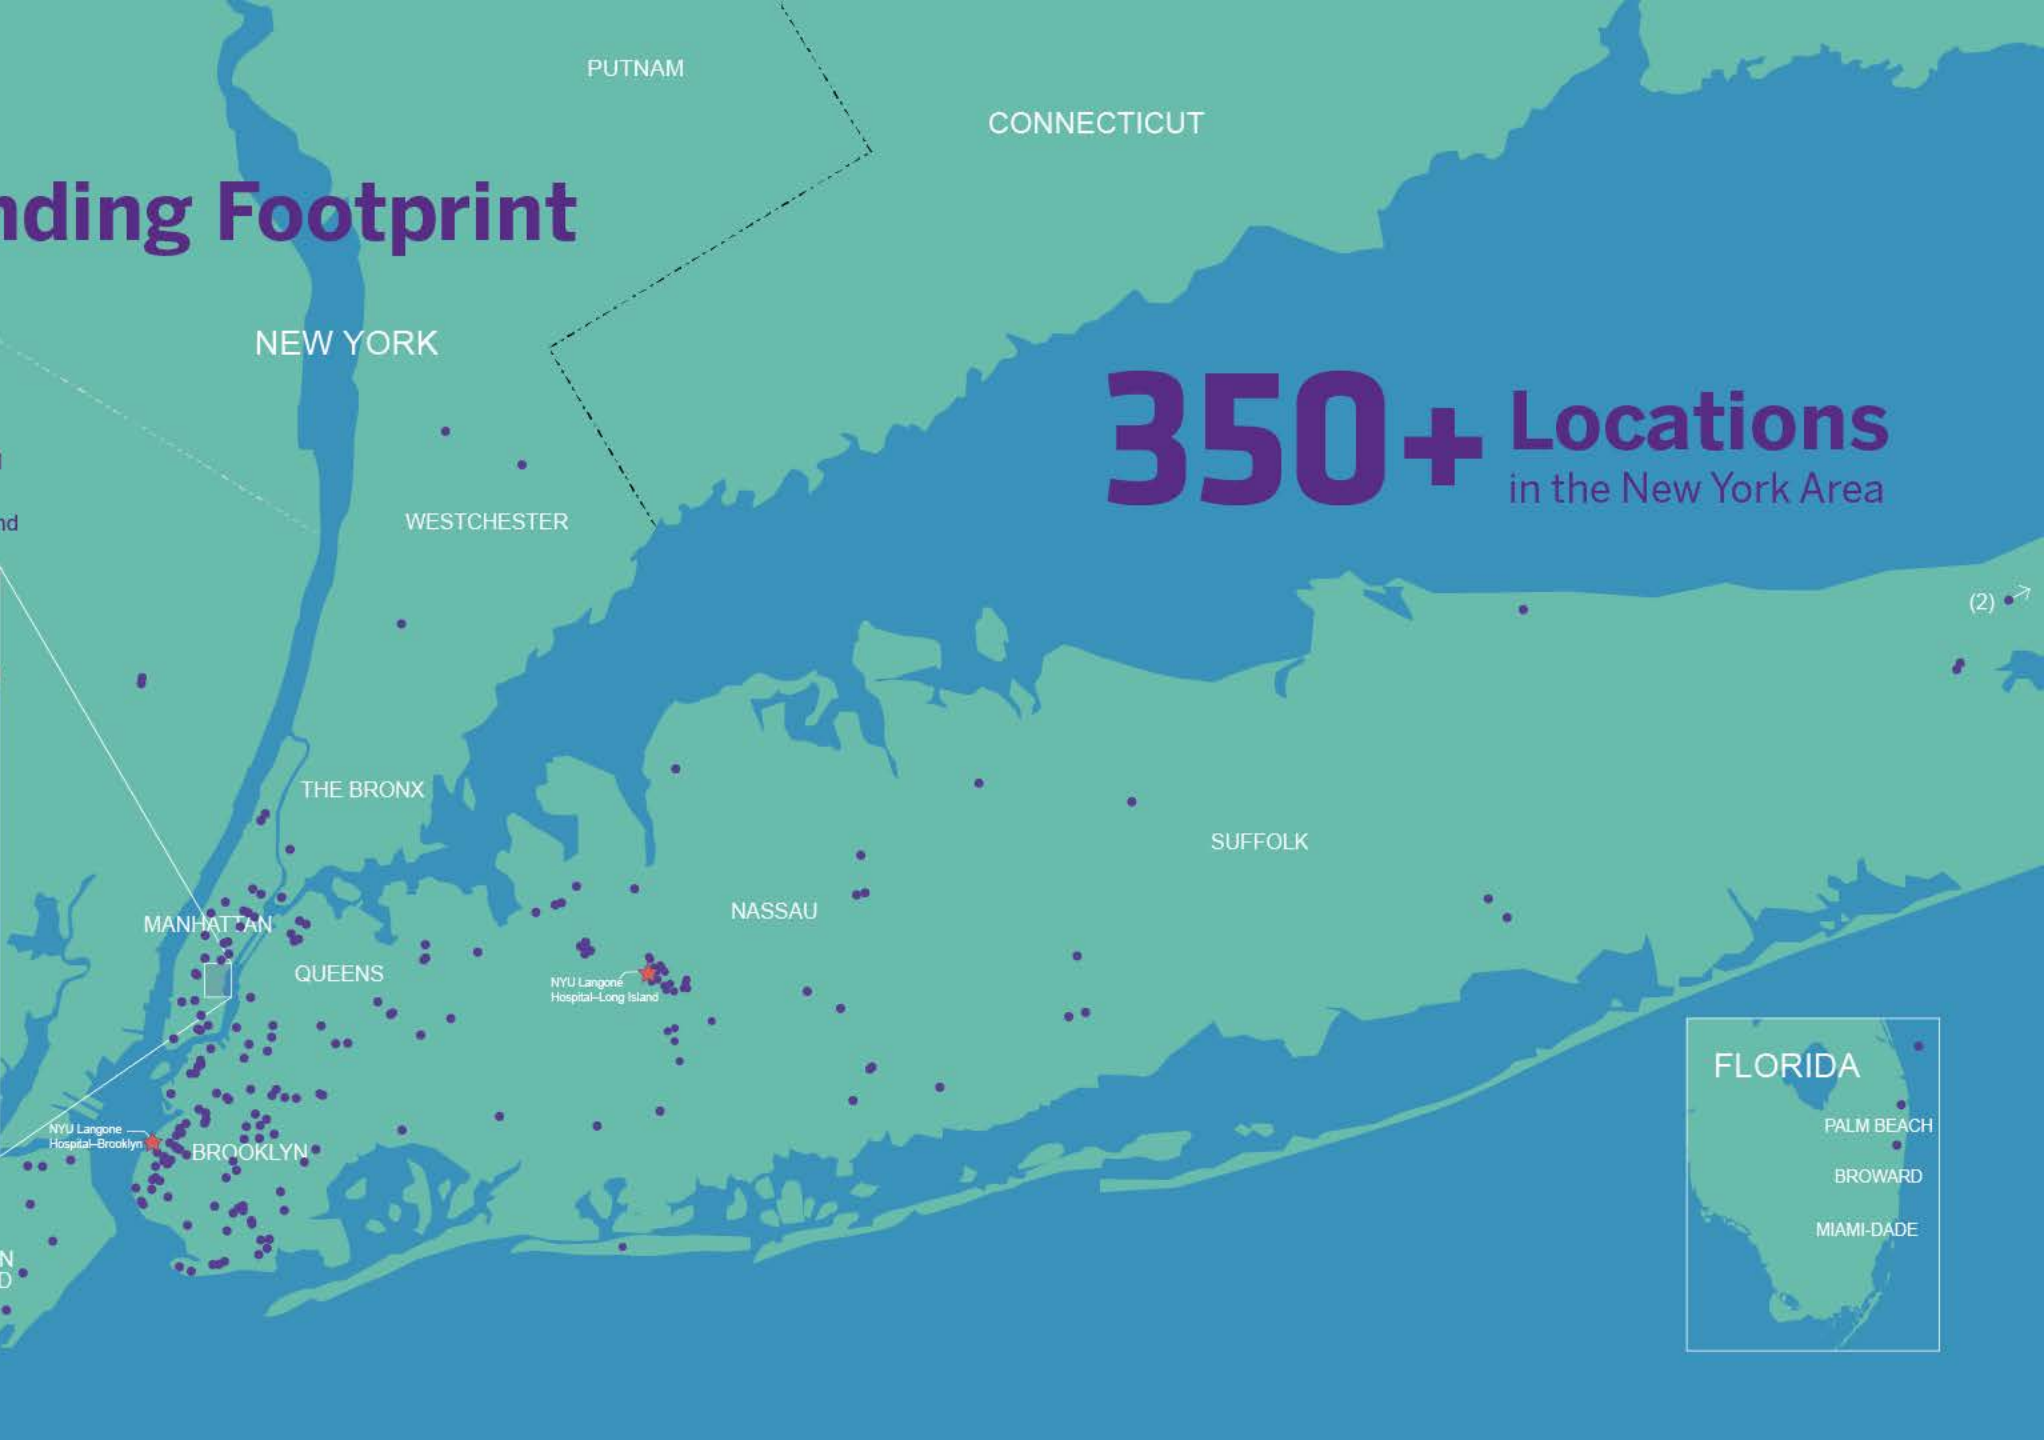 PUTNAM
CONNECTICUT
nding Footprint
NEW YORK
350+ Locations
in the New York Area
nd
WESTCHESTER
(2)
THE BRONX
SUFFOLK
NASSAU
MANHATTAN
QUEENS
NYU Langone
Hospital–Long Island
FLORIDA
PALM BEACH
NYU Langone
Hospital–Brooklyn
BROOKLYN
BROWARD
MIAMI-DADE
N
D